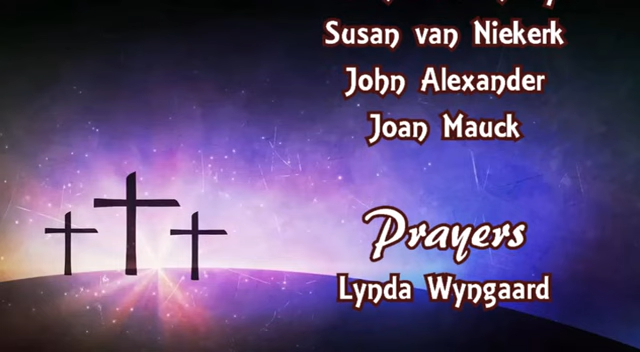 Susan van Niekerk
John Alexander
Joan Mauck
Prayers
Lynda Wyngaard